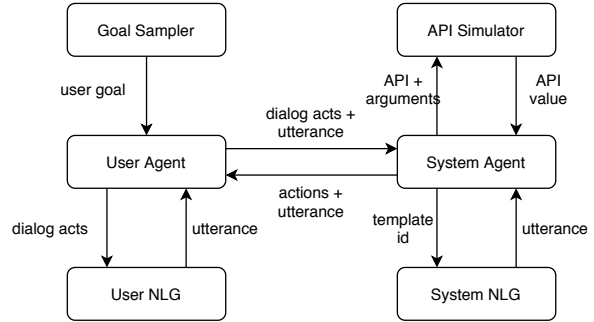 Goal Sampler
API Simulator
user goal
API +
arguments
API
value
dialog acts +
utterance
User Agent
System Agent
actions +
utterance
dialog acts
utterance
template
id
utterance
User NLG
System NLG